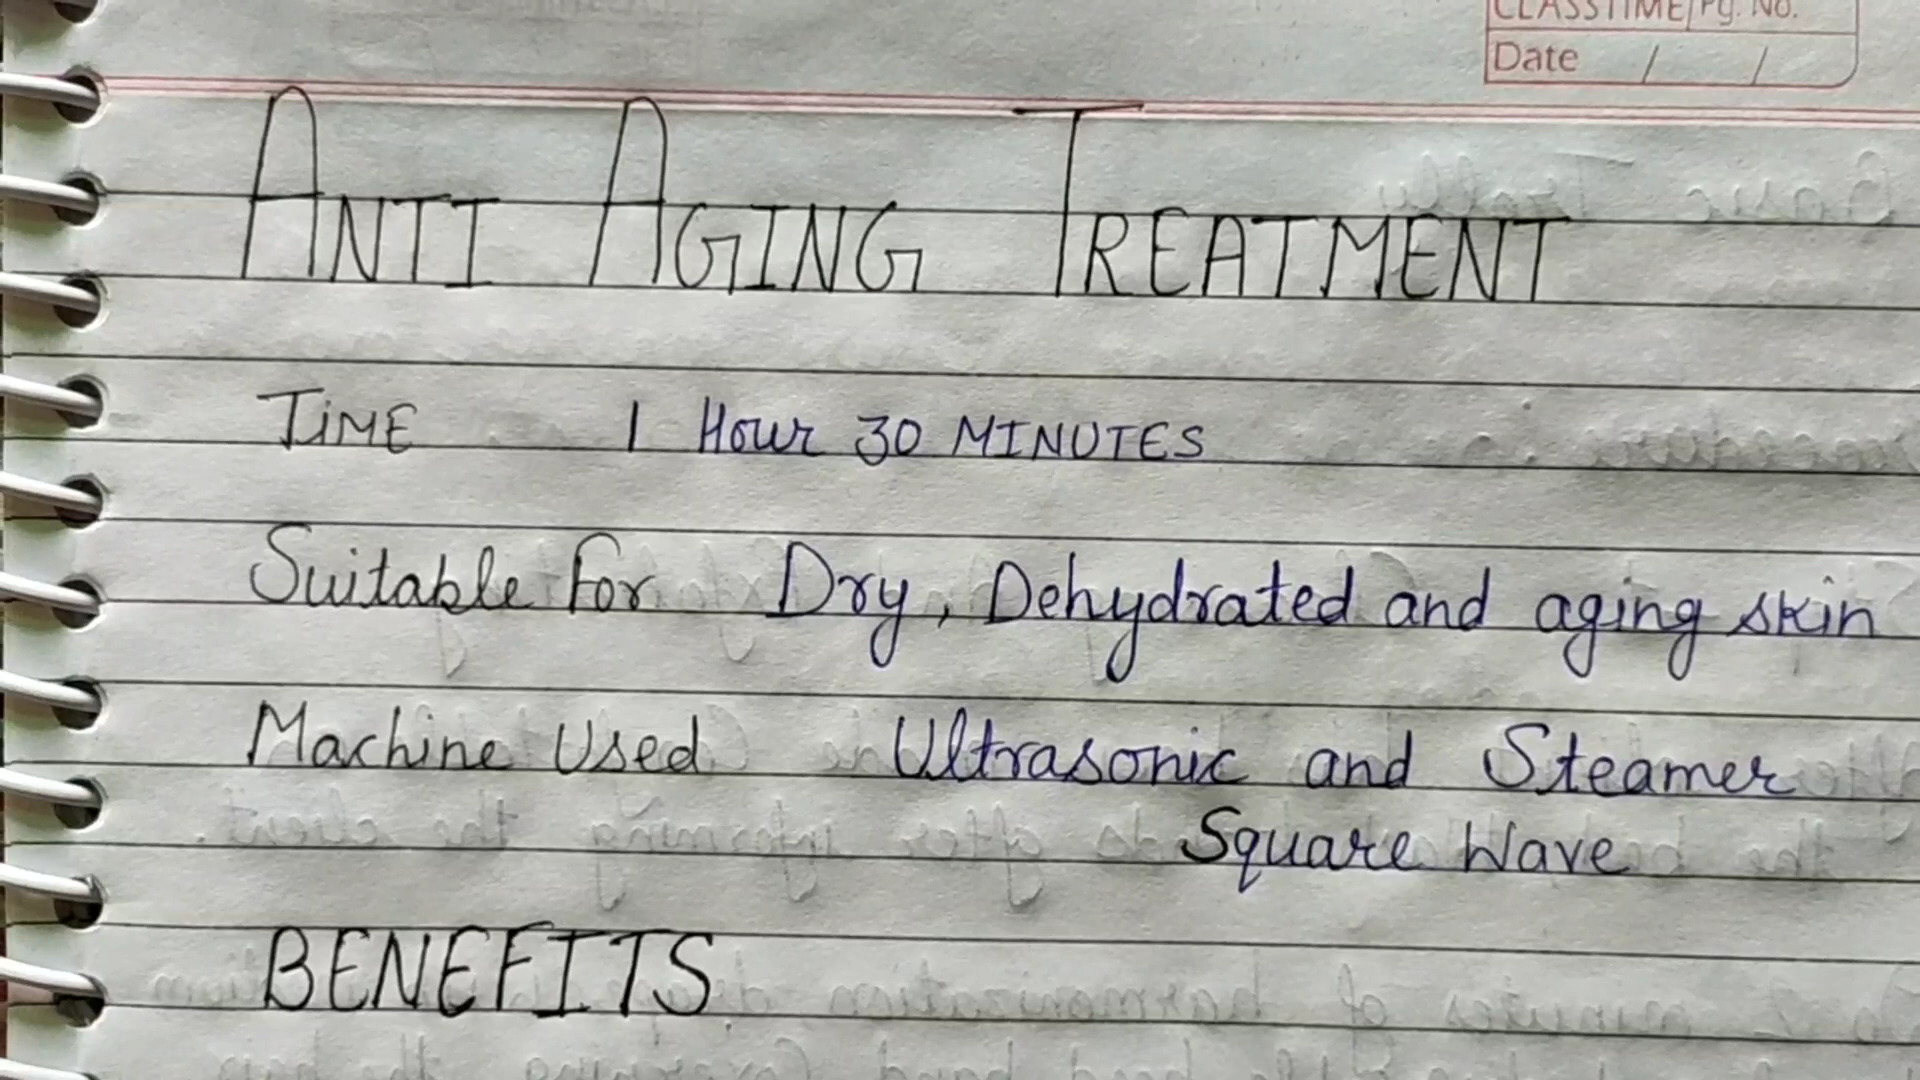 CLASSTIME Pg. No.
Date / /
ANTI AGING TREATMENT
TiME 1 Hour 30 MINUTES
Suitable For Dry, Dehydrated and aging skin
Machine Used Ultrasonic and Steamer
Square Wave
BENEFITS